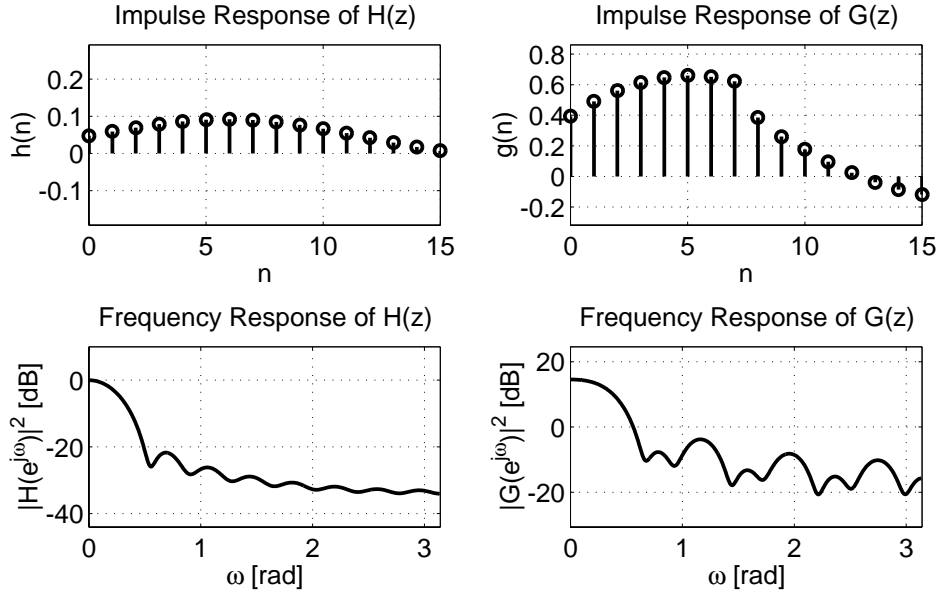 Impulse Response of H(z)
h(n)
0.2
0.1
0
-0.1
0
5
10
15
n
Impulse Response of G(z)
g(n)
0.8
0.6
0.4
0.2
0
-0.2
0
5
10
15
n
Frequency Response of H(z)
|H(e^{jω})|² [dB]
0
-20
-40
0
1
2
3
ω [rad]
Frequency Response of G(z)
|G(e^{jω})|² [dB]
20
0
-20
0
1
2
3
ω [rad]